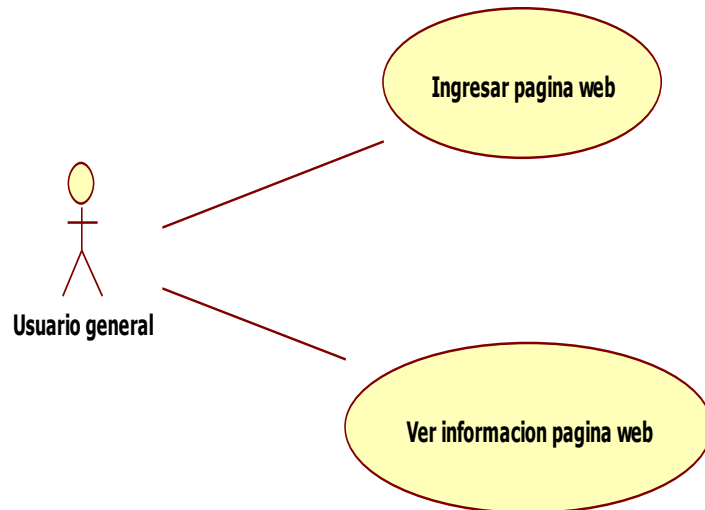 Ingresar pagina web
Usuario general
Ver informacion pagina web